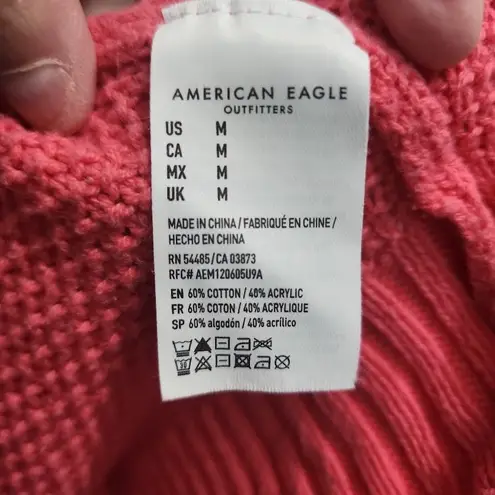 AMERICAN EAGLE
OUTFITTERS
US M
CA M
MX M
UK M
MADE IN CHINA / FABRIQUÉ EN CHINE /
HECHO EN CHINA
RN 54485 / CA 03873
RFC# AEM120605U9A
EN 60% COTTON / 40% ACRYLIC
FR 60% COTON / 40% ACRYLIQUE
SP 60% algodón / 40% acrílico